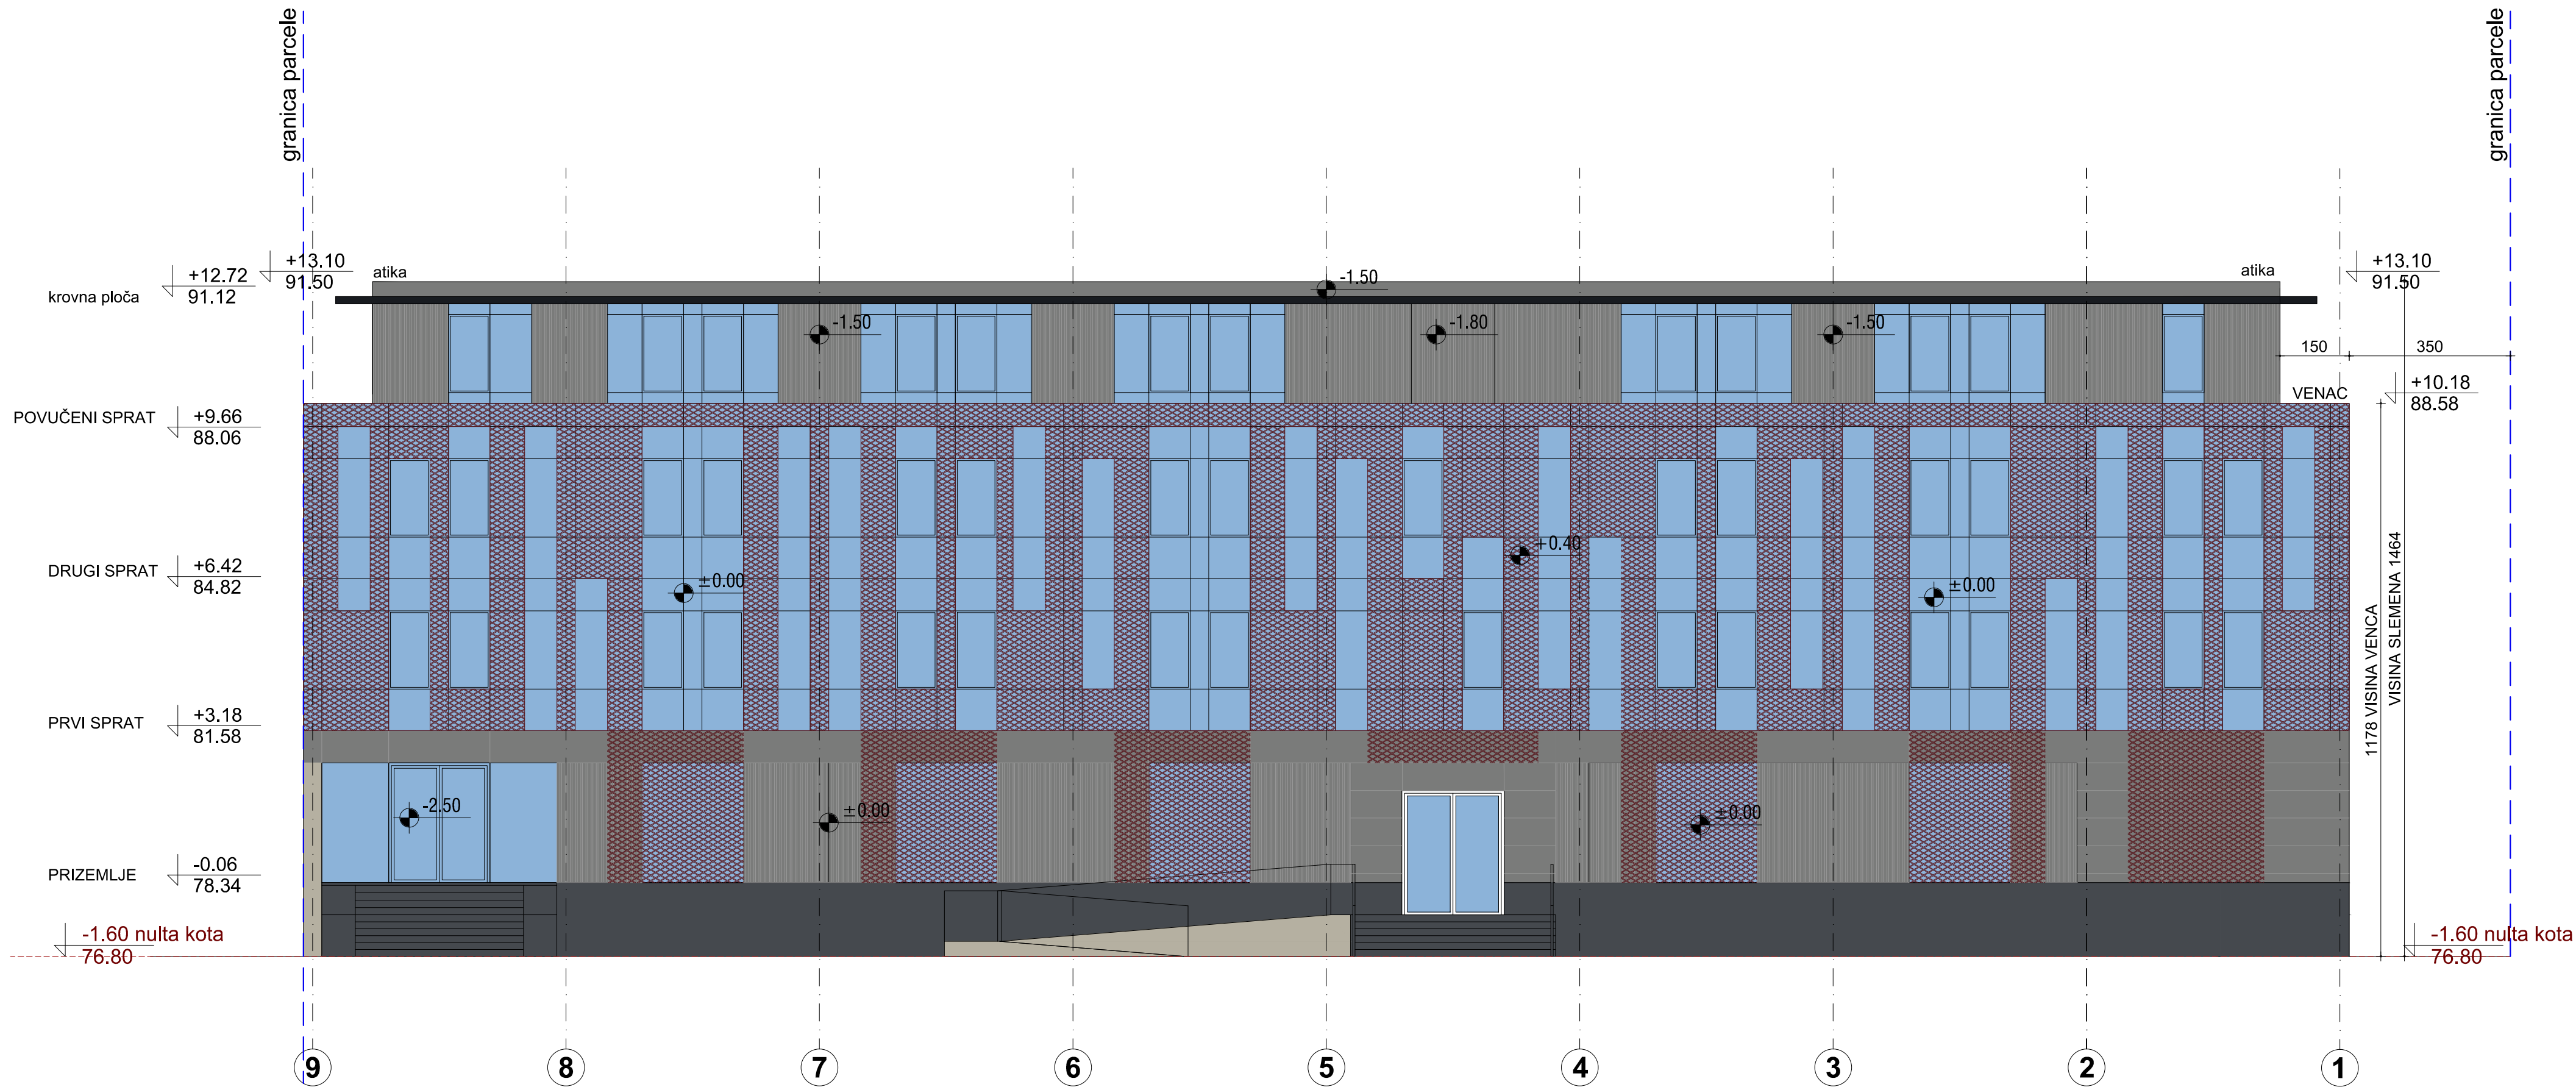 granica parcele
granica parcele
+13.10
91.50
atika
-1.50
atika
+13.10
91.50
krovna ploča
+12.72
91.12
-1.50
-1.80
-1.50
150
350
VENAC
+10.18
88.58
POVUČENI SPRAT
+9.66
88.06
+0.40
DRUGI SPRAT
+6.42
84.82
±0.00
±0.00
1178 VISINA VENCA
VISINA SLEMENA 1464
PRVI SPRAT
+3.18
81.58
-2.50
±0.00
±0.00
PRIZEMLJE
-0.06
78.34
-1.60 nulta kota
76.80
-1.60 nulta kota
76.80
9
8
7
6
5
4
3
2
1